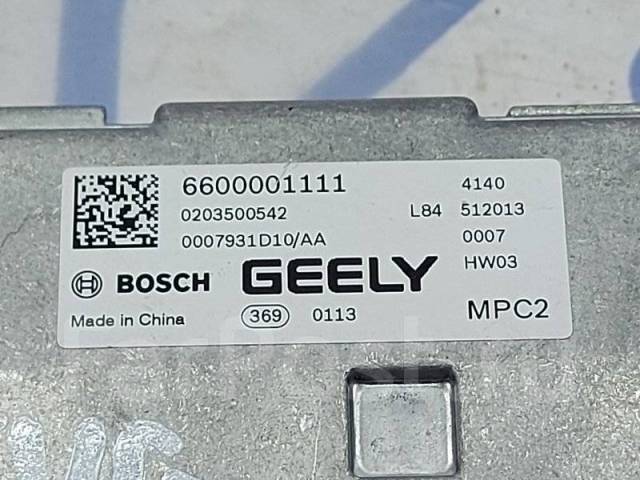 6600001111 4140
0203500542 L84 512013
0007931D10/AA 0007
BOSCH GEELY HW03
Made in China 369 0113 MPC2